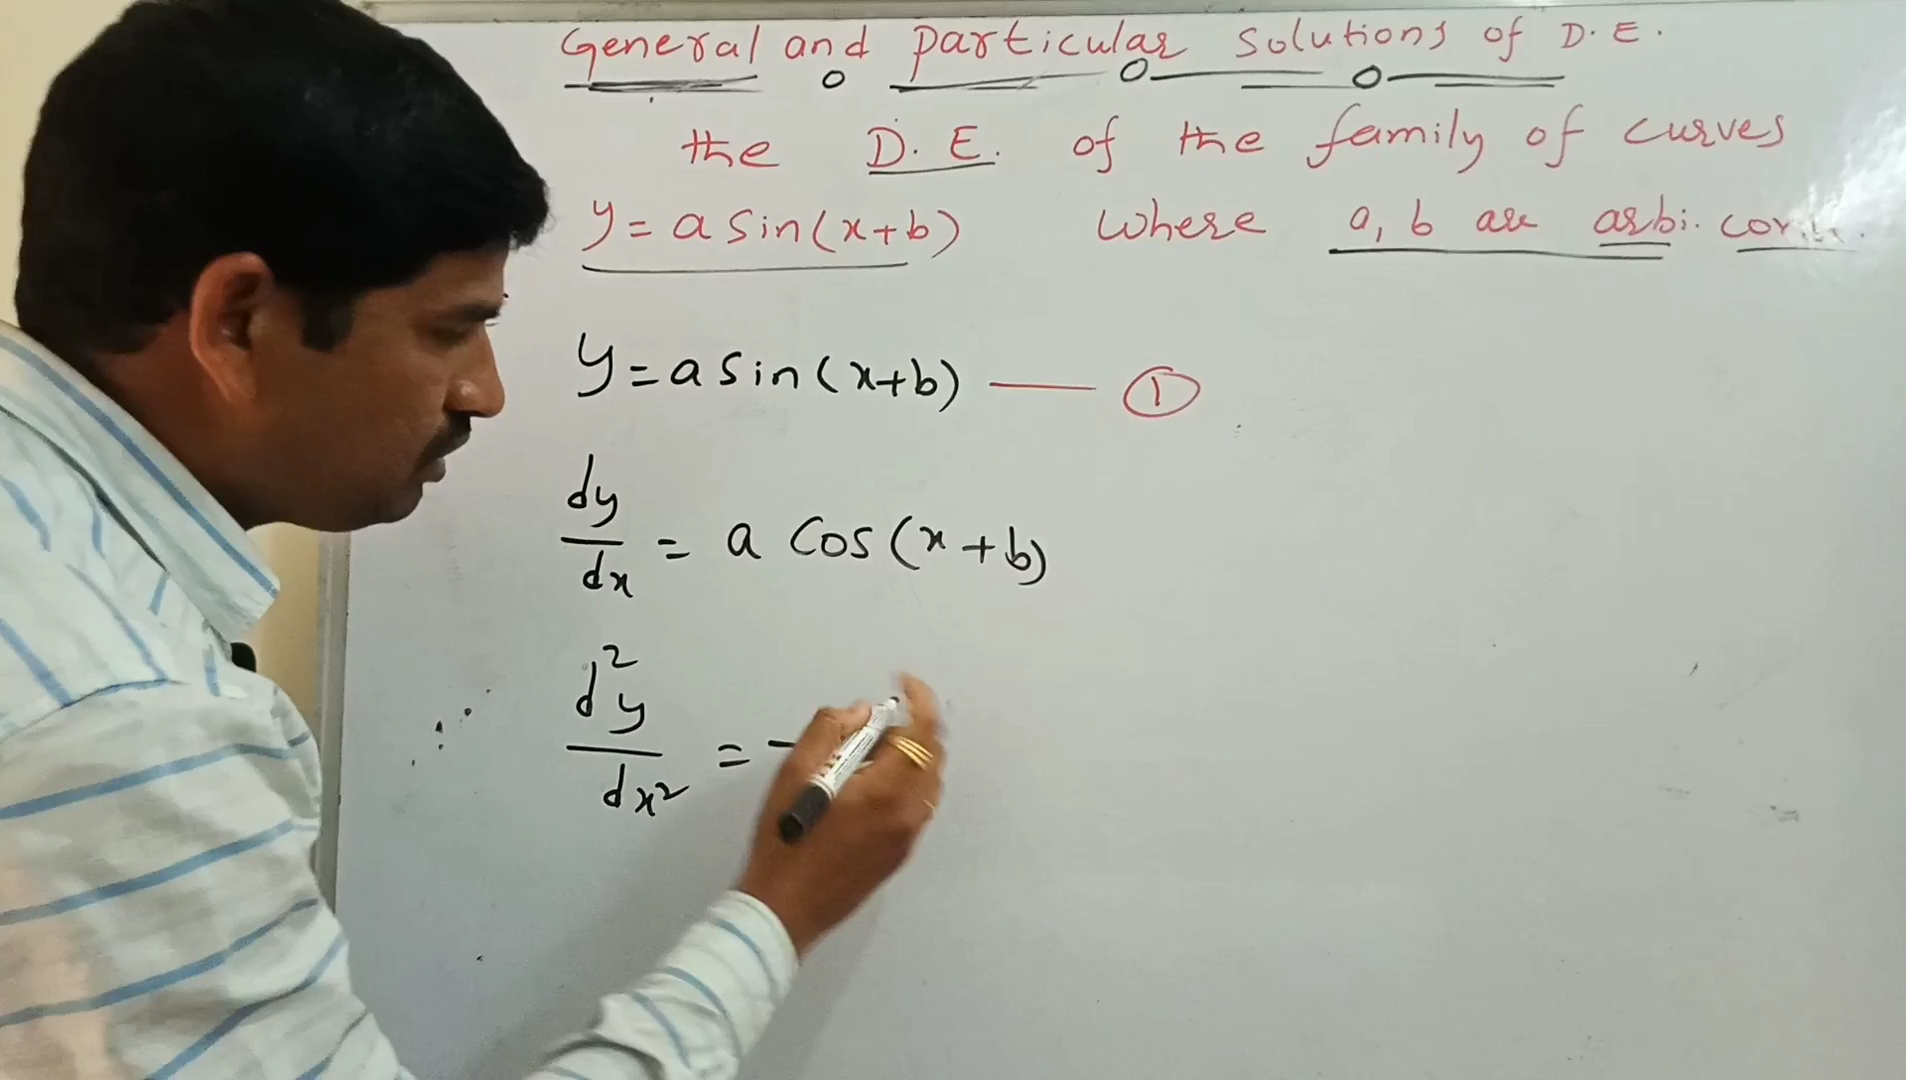 General and particular solutions of D.E.
the D.E. of the family of curves
y = a sin(x+b) where a, b are arbi.
y = a sin(x+b) — ①
dy/dx = a cos(x+b)
d²y/dx² = -